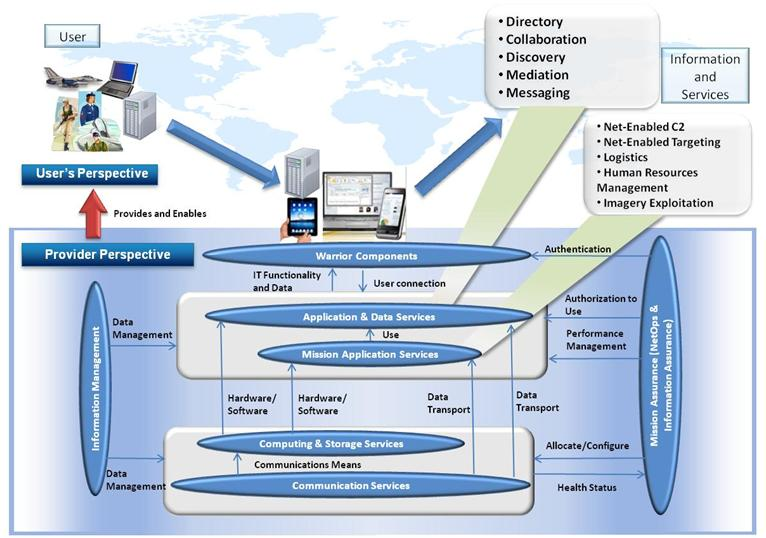 User
• Directory
• Collaboration
• Discovery
• Mediation
• Messaging
Information
and
Services
• Net-Enabled C2
• Net-Enabled Targeting
• Logistics
• Human Resources
Management
• Imagery Exploitation
User's Perspective
Provides and Enables
Provider Perspective
Warrior Components
Authentication
IT Functionality
and Data
User connection
Application & Data Services
Authorization to
Use
Data
Management
Use
Performance
Management
Mission Application Services
Information Management
Mission Assurance (NetOps &
Information Assurance)
Hardware/
Software
Hardware/
Software
Data
Transport
Data
Transport
Computing & Storage Services
Allocate/Configure
Communications Means
Data
Management
Communication Services
Health Status